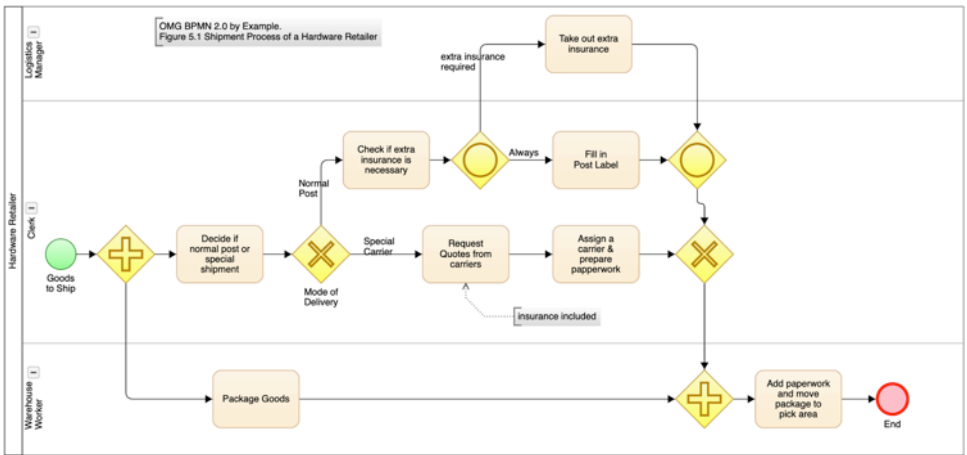 OMG BPMN 2.0 by Example.
Figure 5.1 Shipment Process of a Hardware Retailer
Hardware Retailer
Logistics
Manager
extra insurance
required
Take out extra
insurance
Clerk
Check if extra
insurance is
necessary
Always
Fill in
Post Label
Normal
Post
Goods
to Ship
Decide if
normal post or
special
shipment
Mode of
Delivery
Special
Carrier
Request
Quotes from
carriers
Assign a
carrier &
prepare
papperwork
insurance included
Warehouse
Worker
Package Goods
Add paperwork
and move
package to
pick area
End